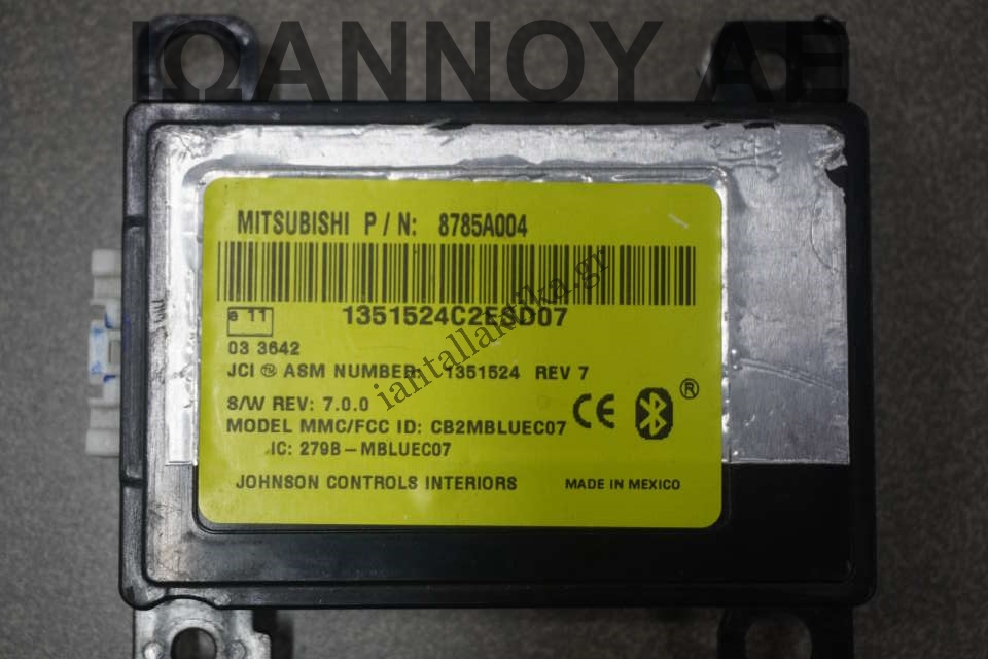 ΙΩΑΝΝΟΥ ΑΕ
MITSUBISHI P / N: 8785A004
1351524C2ESD07
e 11
03 3642
JCI ASM NUMBER: 1351524 REV 7
S/W REV: 7.0.0
CE
®
MODEL MMC/FCC ID: CB2MBLUEC07
IC: 279B-MBLUEC07
JOHNSON CONTROLS INTERIORS MADE IN MEXICO
iantallaktika.gr